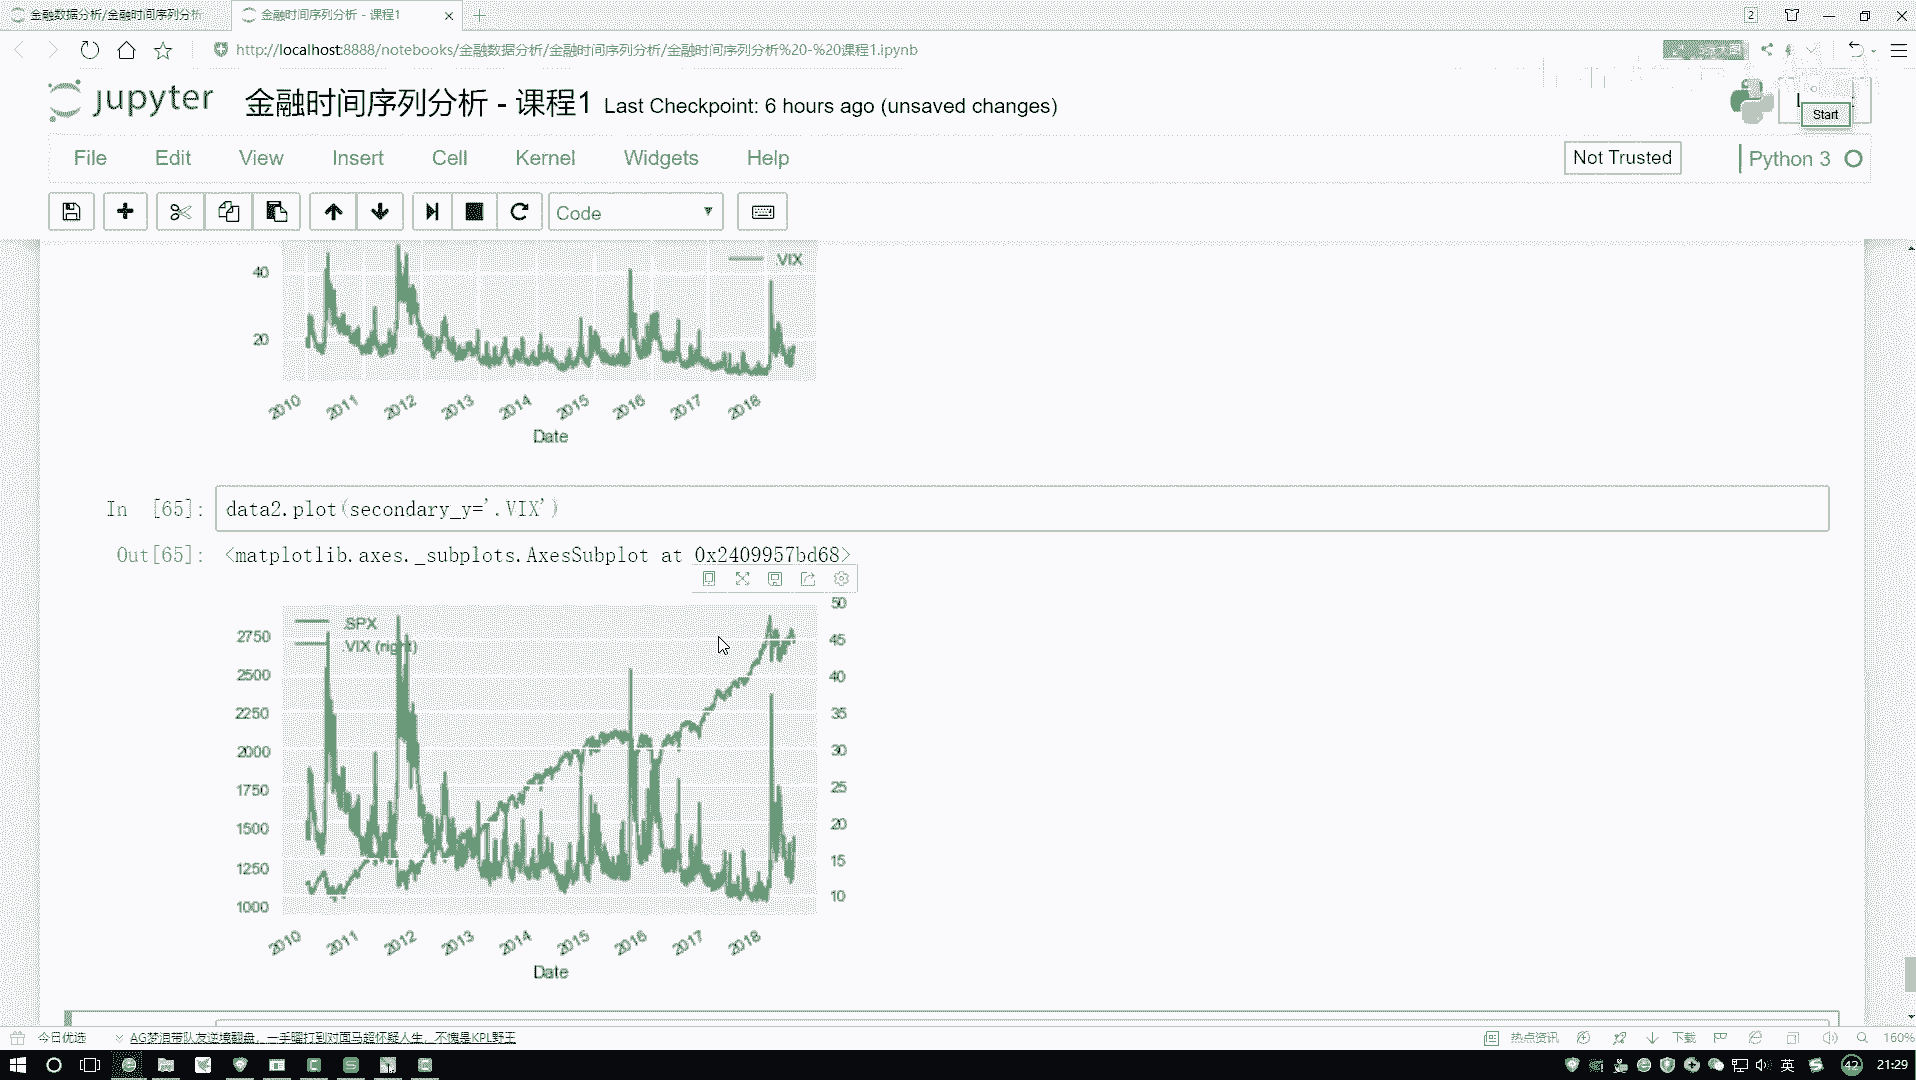 金融数据分析/金融时间序列分析
金融时间序列分析 - 课程1
2
http://localhost:8888/notebooks/金融数据分析/金融时间序列分析/金融时间序列分析%20-%20课程1.ipynb
jupyter 金融时间序列分析 - 课程1 Last Checkpoint: 6 hours ago (unsaved changes)
Start
File Edit View Insert Cell Kernel Widgets Help
Not Trusted
Python 3
Code
.VIX
40
20
2010 2011 2012 2013 2014 2015 2016 2017 2018
Date
In [65]: data2.plot(secondary_y='.VIX')
Out[65]: <matplotlib.axes._subplots.AxesSubplot at 0x2409957bd68>
.SPX
.VIX (right)
2750
2500
2250
2000
1750
1500
1250
1000
50
45
40
35
30
25
20
15
10
2010 2011 2012 2013 2014 2015 2016 2017 2018
Date
今日优选
AG梦泪带队友逆境翻盘，一手曜打到对面马超怀疑人生，不愧是KPL野王
热点资讯
下载
160%
英
42
21:29